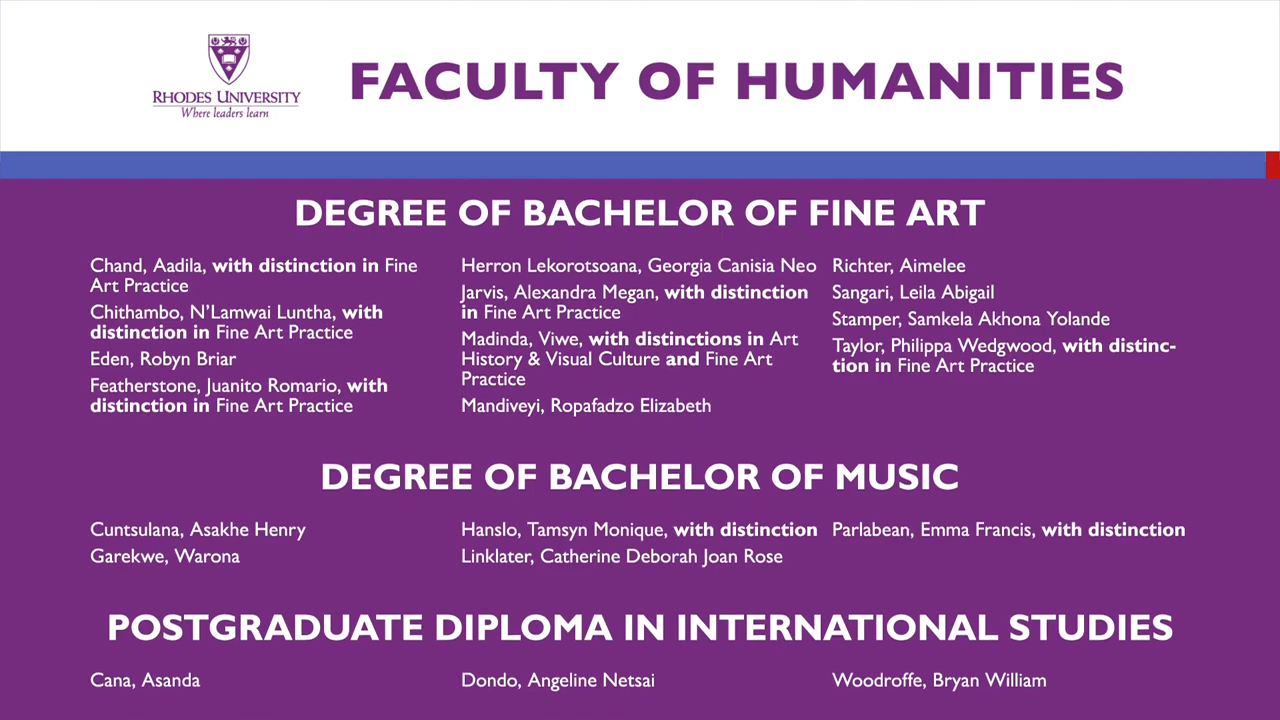 RHODES UNIVERSITY
Where leaders learn
FACULTY OF HUMANITIES
DEGREE OF BACHELOR OF FINE ART
Chand, Aadila, with distinction in Fine
Art Practice
Chithambo, N’Lamwai Luntha, with
distinction in Fine Art Practice
Eden, Robyn Briar
Featherstone, Juanito Romario, with
distinction in Fine Art Practice
Herron Lekorotsoana, Georgia Canisia Neo
Jarvis, Alexandra Megan, with distinction
in Fine Art Practice
Madinda, Viwe, with distinctions in Art
History & Visual Culture and Fine Art
Practice
Mandiveyi, Ropafadzo Elizabeth
Richter, Aimelee
Sangari, Leila Abigail
Stamper, Samkela Akhona Yolande
Taylor, Philippa Wedgwood, with distinc-
tion in Fine Art Practice
DEGREE OF BACHELOR OF MUSIC
Cuntsulana, Asakhe Henry
Garekwe, Warona
Hanslo, Tamsyn Monique, with distinction
Linklater, Catherine Deborah Joan Rose
Parlabean, Emma Francis, with distinction
POSTGRADUATE DIPLOMA IN INTERNATIONAL STUDIES
Cana, Asanda
Dondo, Angeline Netsai
Woodroffe, Bryan William